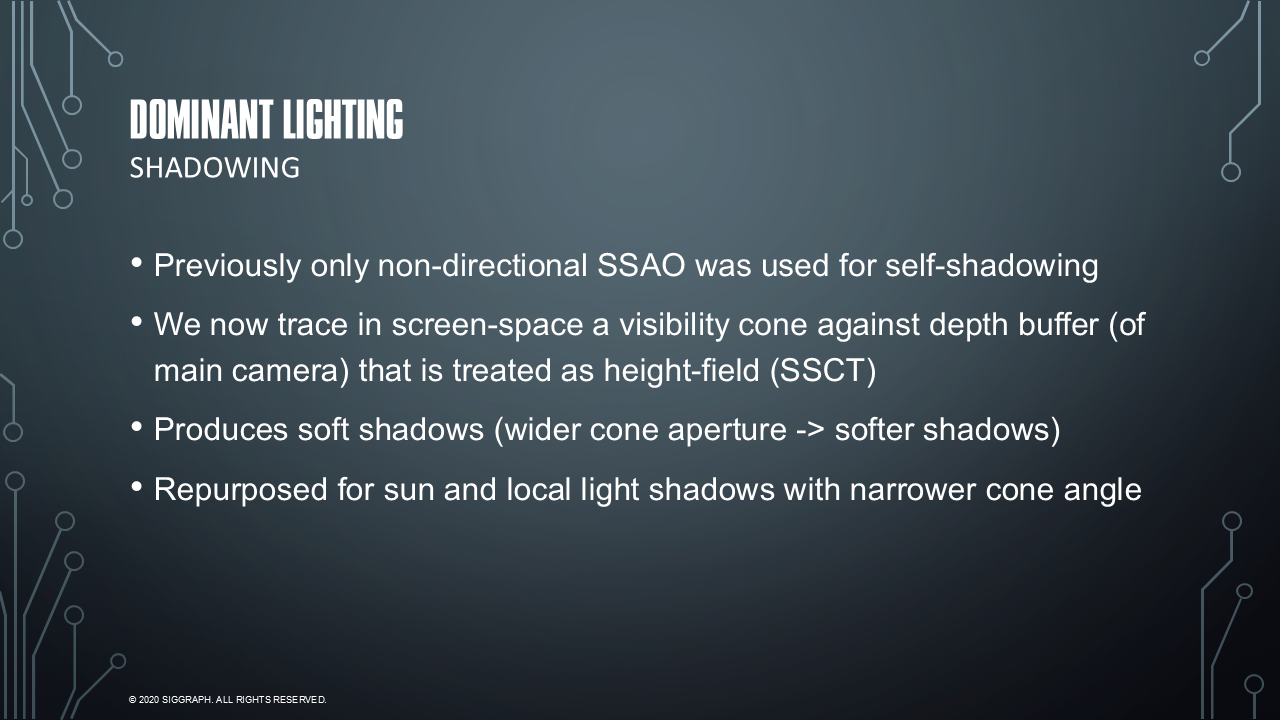 DOMINANT LIGHTING
SHADOWING
• Previously only non-directional SSAO was used for self-shadowing
• We now trace in screen-space a visibility cone against depth buffer (of
main camera) that is treated as height-field (SSCT)
• Produces soft shadows (wider cone aperture -> softer shadows)
• Repurposed for sun and local light shadows with narrower cone angle
© 2020 SIGGRAPH. ALL RIGHTS RESERVED.